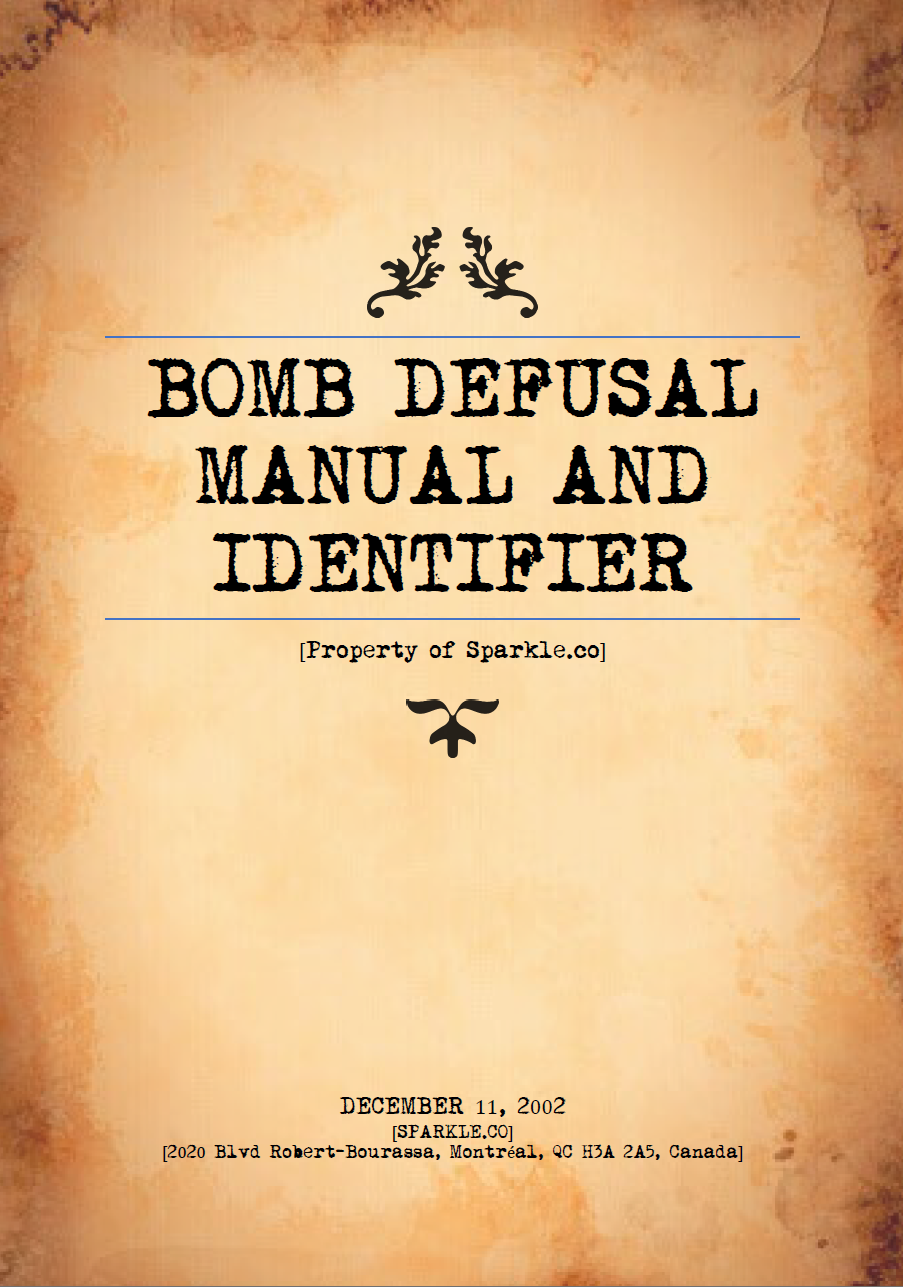 BOMB DEFUSAL
MANUAL AND
IDENTIFIER
[Property of Sparkle.co]
DECEMBER 11, 2002
[SPARKLE.CO]
[2020 Blvd Robert-Bourassa, Montréal, QC H3A 2A5, Canada]